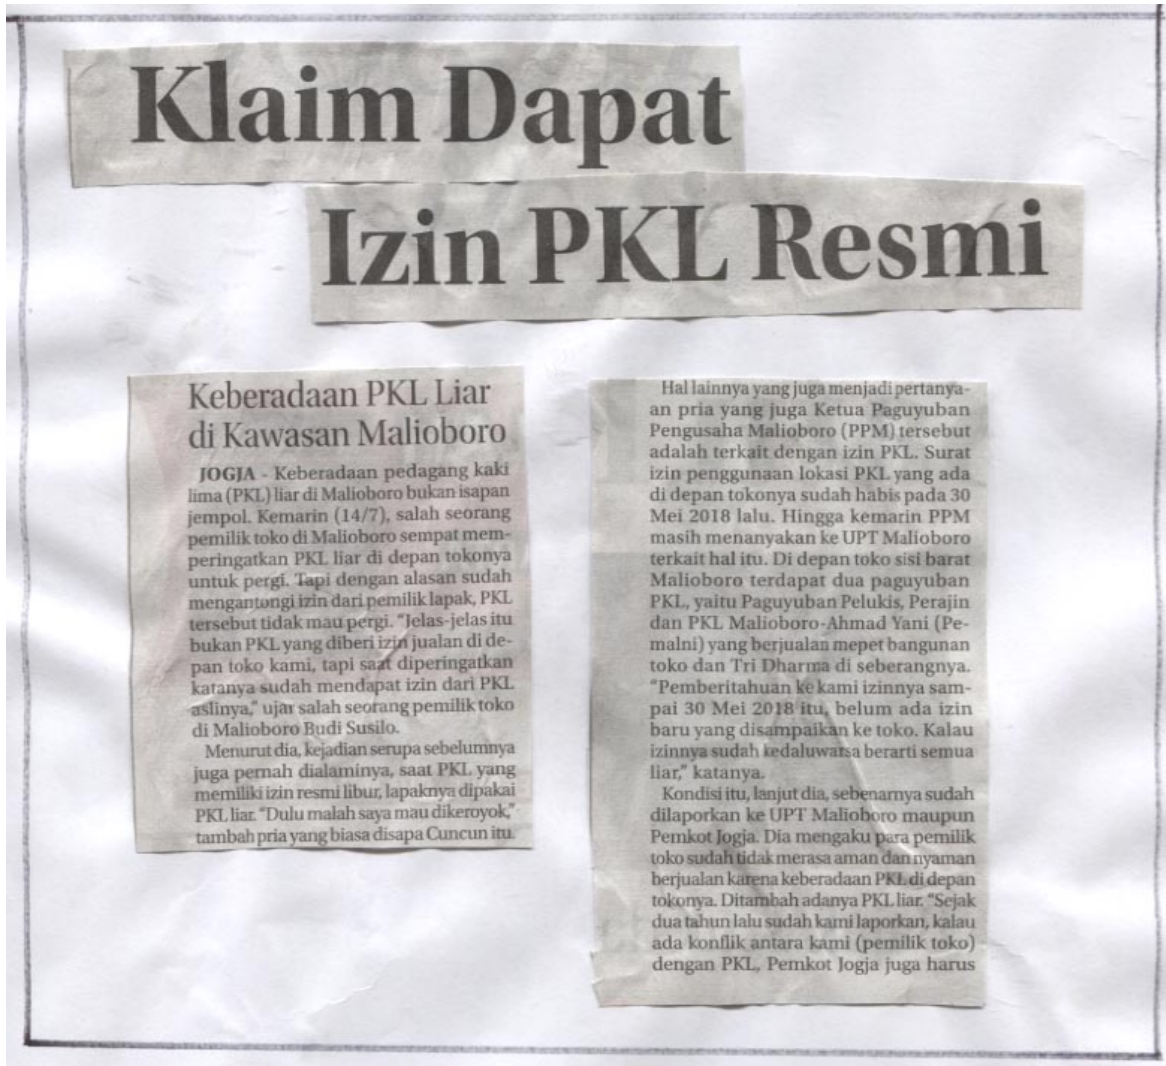 Klaim Dapat
Izin PKL Resmi
Keberadaan PKL Liar
di Kawasan Malioboro
JOGJA - Keberadaan pedagang kaki
lima (PKL) liar di Malioboro bukan isapan
jempol. Kemarin (14/7), salah seorang
pemilik toko di Malioboro sempat mem-
peringatkan PKL liar di depan tokonya
untuk pergi. Tapi dengan alasan sudah
mengantongi izin dari pemilik lapak, PKL
tersebut tidak mau pergi. “Jelas-jelas itu
bukan PKL yang diberi izin jualan di de-
pan toko kami, tapi saat diperingatkan
katanya sudah mendapat izin dari PKL
aslinya,” ujar salah seorang pemilik toko
di Malioboro Budi Susilo.
Menurut dia, kejadian serupa sebelumnya
juga pernah dialaminya, saat PKL yang
memiliki izin resmi libur, lapaknya dipakai
PKL liar. “Dulu malah saya mau dikeroyok,”
tambah pria yang biasa disapa Cuncun itu.
Hal lainnya yang juga menjadi pertanya-
an pria yang juga Ketua Paguyuban
Pengusaha Malioboro (PPM) tersebut
adalah terkait dengan izin PKL. Surat
izin penggunaan lokasi PKL yang ada
di depan tokonya sudah habis pada 30
Mei 2018 lalu. Hingga kemarin PPM
masih menanyakan ke UPT Malioboro
terkait hal itu. Di depan toko sisi barat
Malioboro terdapat dua paguyuban
PKL, yaitu Paguyuban Pelukis, Perajin
dan PKL Malioboro-Ahmad Yani (Pe-
malni) yang berjualan mepet bangunan
toko dan Tri Dharma di seberangnya.
“Pemberitahuan ke kami izinnya sam-
pai 30 Mei 2018 itu, belum ada izin
baru yang disampaikan ke toko. Kalau
izinnya sudah kedaluwarsa berarti semua
liar,” katanya.
Kondisi itu, lanjut dia, sebenarnya sudah
dilaporkan ke UPT Malioboro maupun
Pemkot Jogja. Dia mengaku para pemilik
toko sudah tidak merasa aman dan nyaman
berjualan karena keberadaan PKL di depan
tokonya. Ditambah adanya PKL liar. “Sejak
dua tahun lalu sudah kami laporkan, kalau
ada konflik antara kami (pemilik toko)
dengan PKL, Pemkot Jogja juga harus